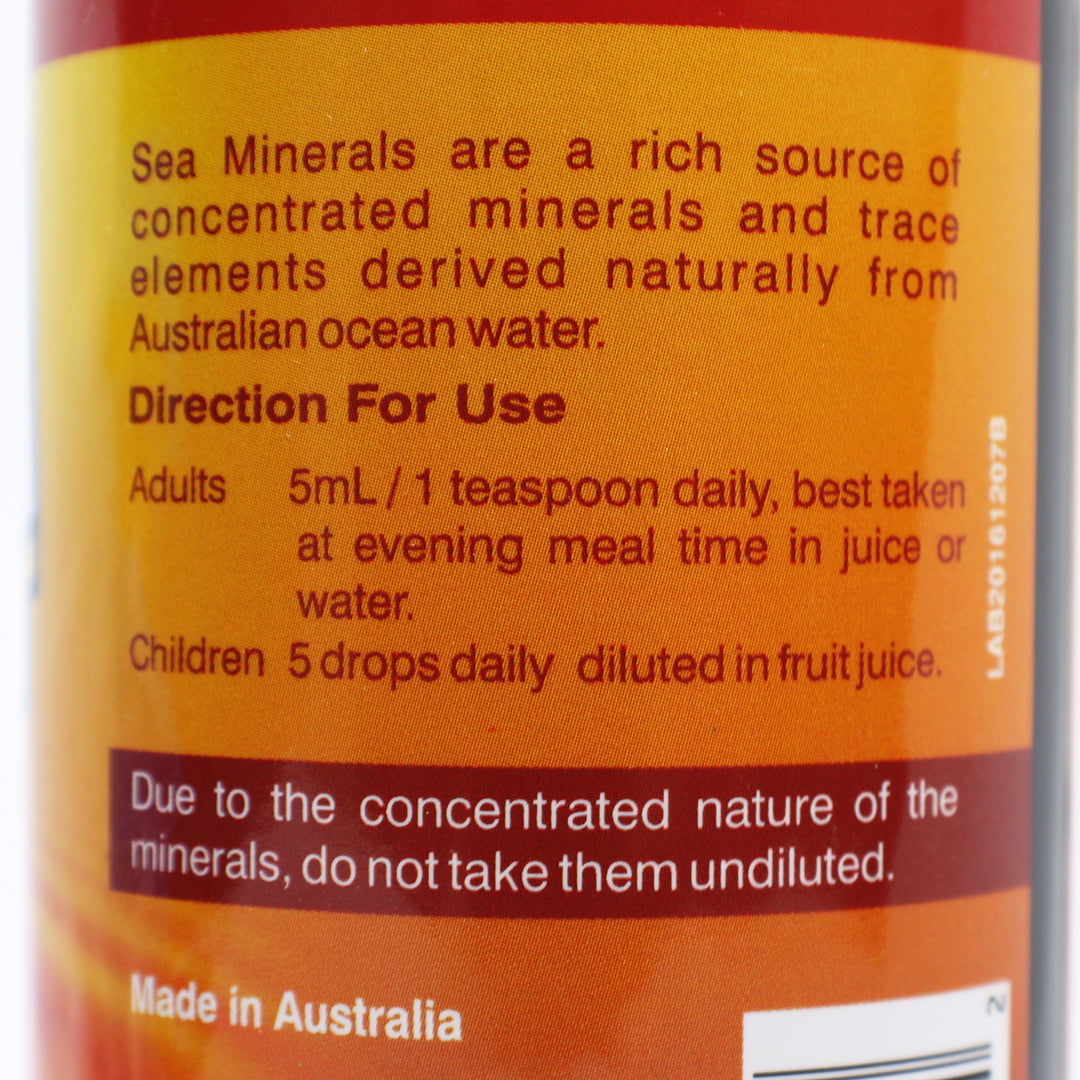 Sea Minerals are a rich source of
concentrated minerals and trace
elements derived naturally from
Australian ocean water.
Direction For Use
Adults 5mL / 1 teaspoon daily, best taken
at evening meal time in juice or
water.
Children 5 drops daily diluted in fruit juice.
Due to the concentrated nature of the
minerals, do not take them undiluted.
Made in Australia
LAB20161207B
2